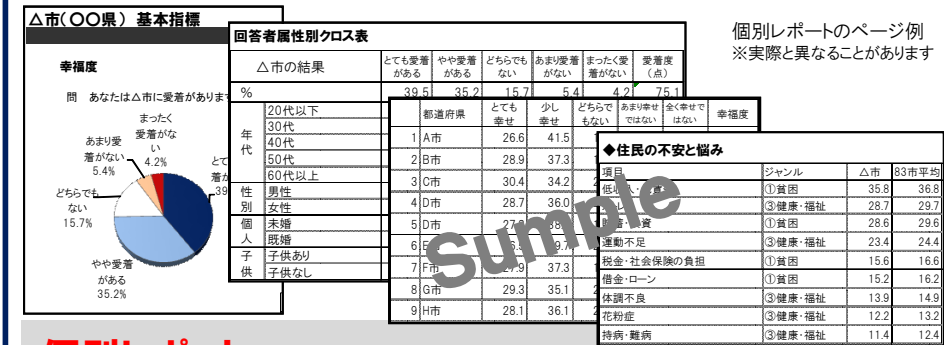 △市(〇〇県) 基本指標
幸福度
問 あなたは△市に愛着があります
まったく
愛着がな
い
4.2%
あまり愛
着がない
5.4%
どちらでも
ない
15.7%
やや愛着
がある
35.2%
とて
着が
39
回答者属性別クロス表
△市の結果 とても愛着がある やや愛着がある どちらでもない あまり愛着がない まったく愛着がない 愛着度(点)
% 39.5 35.2 15.7 5.4 4.2 75.1
年代
20代以下
30代
40代
50代
60代以上
性別
男性
女性
個人
未婚
既婚
子供
子供あり
子供なし
都道府県 とても幸せ 少し幸せ どちらでもない あまり幸せではない 全く幸せではない 幸福度
1 A市 26.6 41.5
2 B市 28.9 37.3
3 C市 30.4 34.2
4 D市 28.7 36.0
5 D市
6
7 F市 37.3
8 G市 29.3 35.1
9 H市 28.1 36.1
個別レポートのページ例
※実際と異なることがあります
◆住民の不安と悩み
項目 ジャンル △市 83市平均
①貧困 35.8 36.8
③健康・福祉 28.7 29.7
①貧困 28.6 29.6
運動不足 ③健康・福祉 23.4 24.4
税金・社会保険の負担 ①貧困 15.6 16.6
借金・ローン ①貧困 15.2 16.2
体調不良 ③健康・福祉 13.9 14.9
花粉症 ③健康・福祉 12.2 13.2
持病・難病 ③健康・福祉 11.4 12.4
Sumple